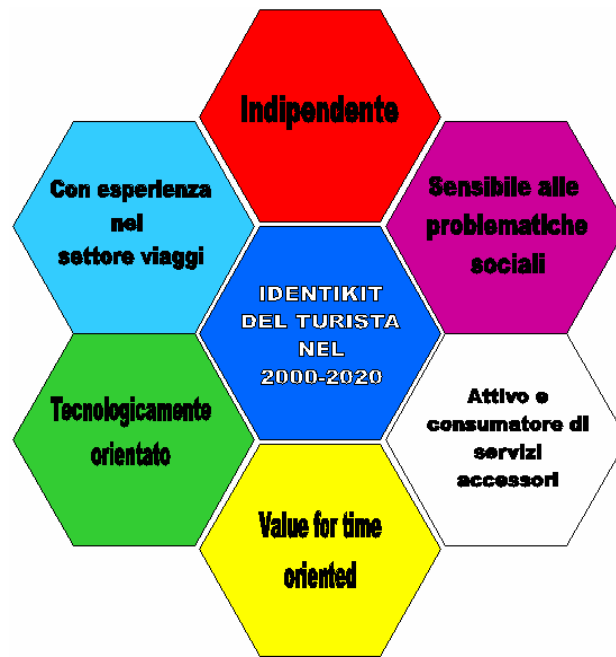 Indipendente
Con esperienza
nel
settore viaggi
Sensibile alle
problematiche
sociali
IDENTIKIT
DEL TURISTA
NEL
2000-2020
Tecnologicamente
orientato
Attivo e
consumatore di
servizi
accessori
Value for time
oriented